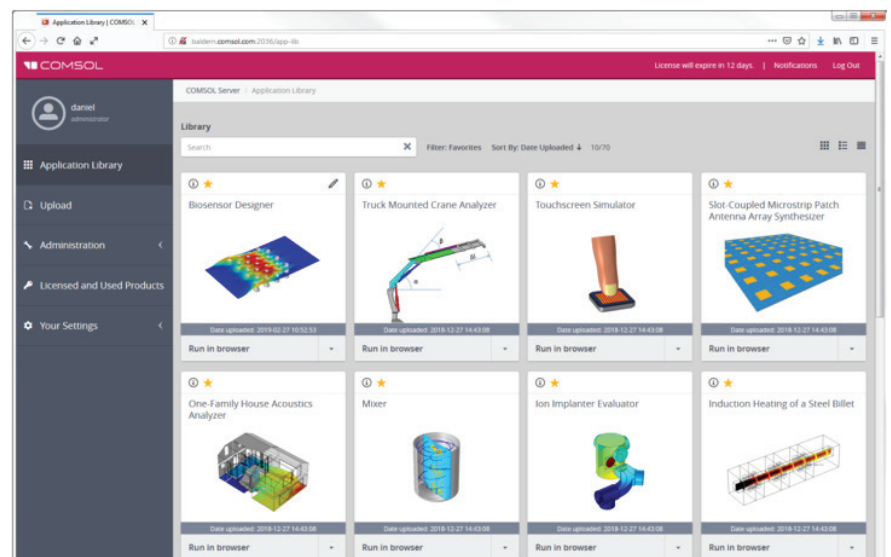 Application Library | COMSOL
baldern.comsol.com:2036/app-lib
COMSOL
License will expire in 12 days. | Notifications Log Out
daniel
administrator
Application Library
Upload
Administration
Licensed and Used Products
Your Settings
COMSOL Server / Application Library
Library
Search
Filter: Favorites Sort By: Date Uploaded ↓ 10/70
Biosensor Designer
Date uploaded: 2019-02-27 10:52:53
Run in browser
Truck Mounted Crane Analyzer
β
Δl
α
Date uploaded: 2018-12-27 14:43:08
Run in browser
Touchscreen Simulator
Date uploaded: 2018-12-27 14:43:08
Run in browser
Slot-Coupled Microstrip Patch
Antenna Array Synthesizer
Date uploaded: 2018-12-27 14:43:08
Run in browser
One-Family House Acoustics
Analyzer
Date uploaded: 2018-12-27 14:43:08
Run in browser
Mixer
Date uploaded: 2018-12-27 14:43:08
Run in browser
Ion Implanter Evaluator
Date uploaded: 2018-12-27 14:43:08
Run in browser
Induction Heating of a Steel Billet
Date uploaded: 2018-12-27 14:43:08
Run in browser